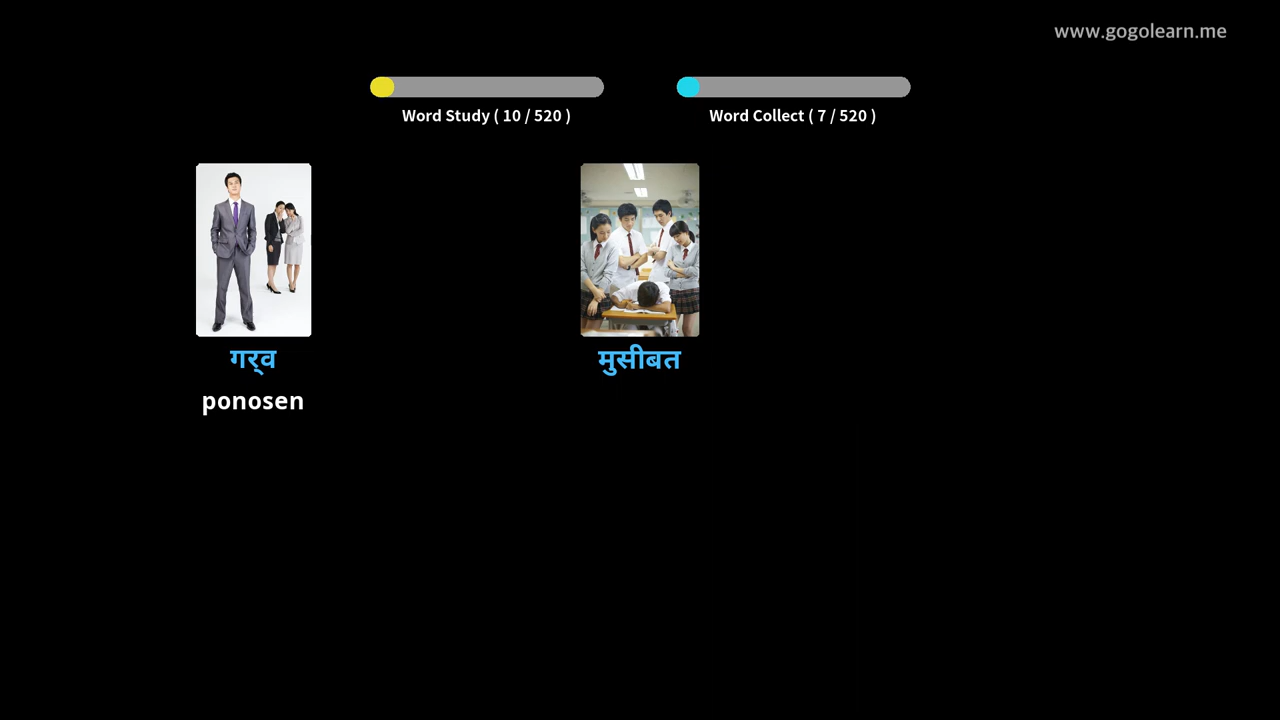 www.gogolearn.me
Word Study ( 10 / 520 )
Word Collect ( 7 / 520 )
गर्‌व
मुसीबत
ponosen